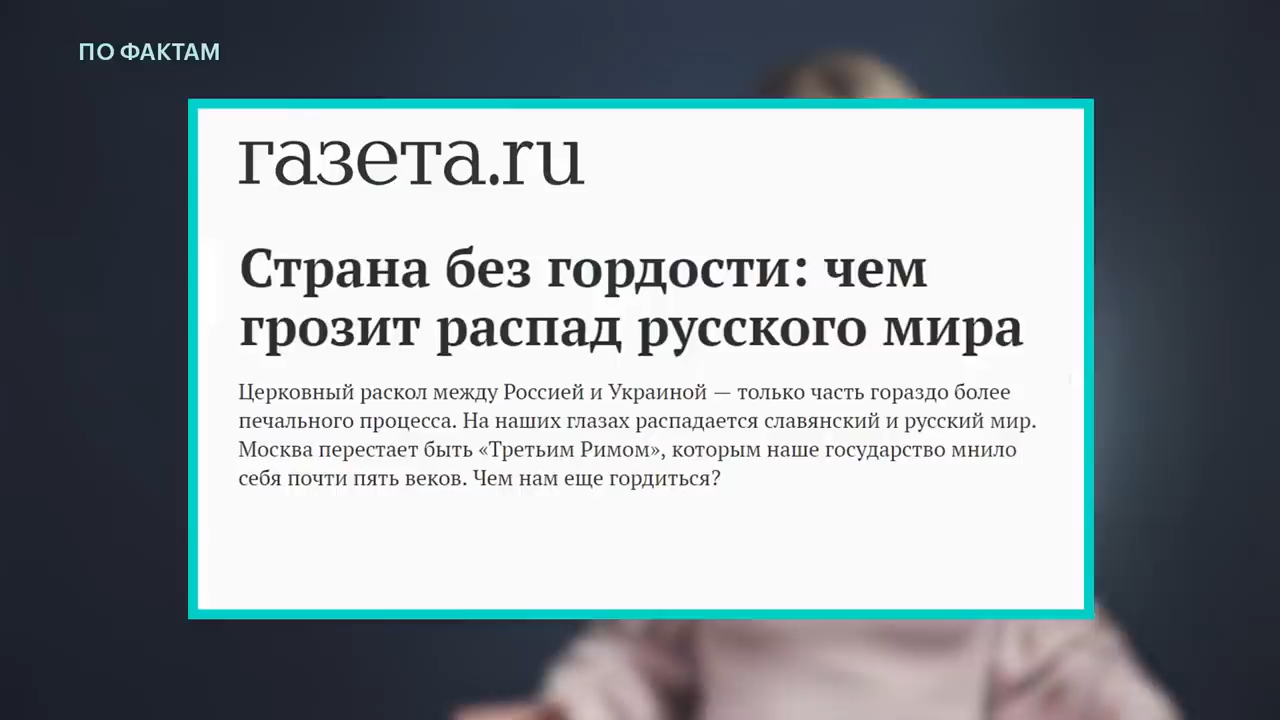 ПО ФАКТАМ
газета.ru
Страна без гордости: чем
грозит распад русского мира
Церковный раскол между Россией и Украиной — только часть гораздо более
печального процесса. На наших глазах распадается славянский и русский мир.
Москва перестает быть «Третьим Римом», которым наше государство мнило
себя почти пять веков. Чем нам еще гордиться?